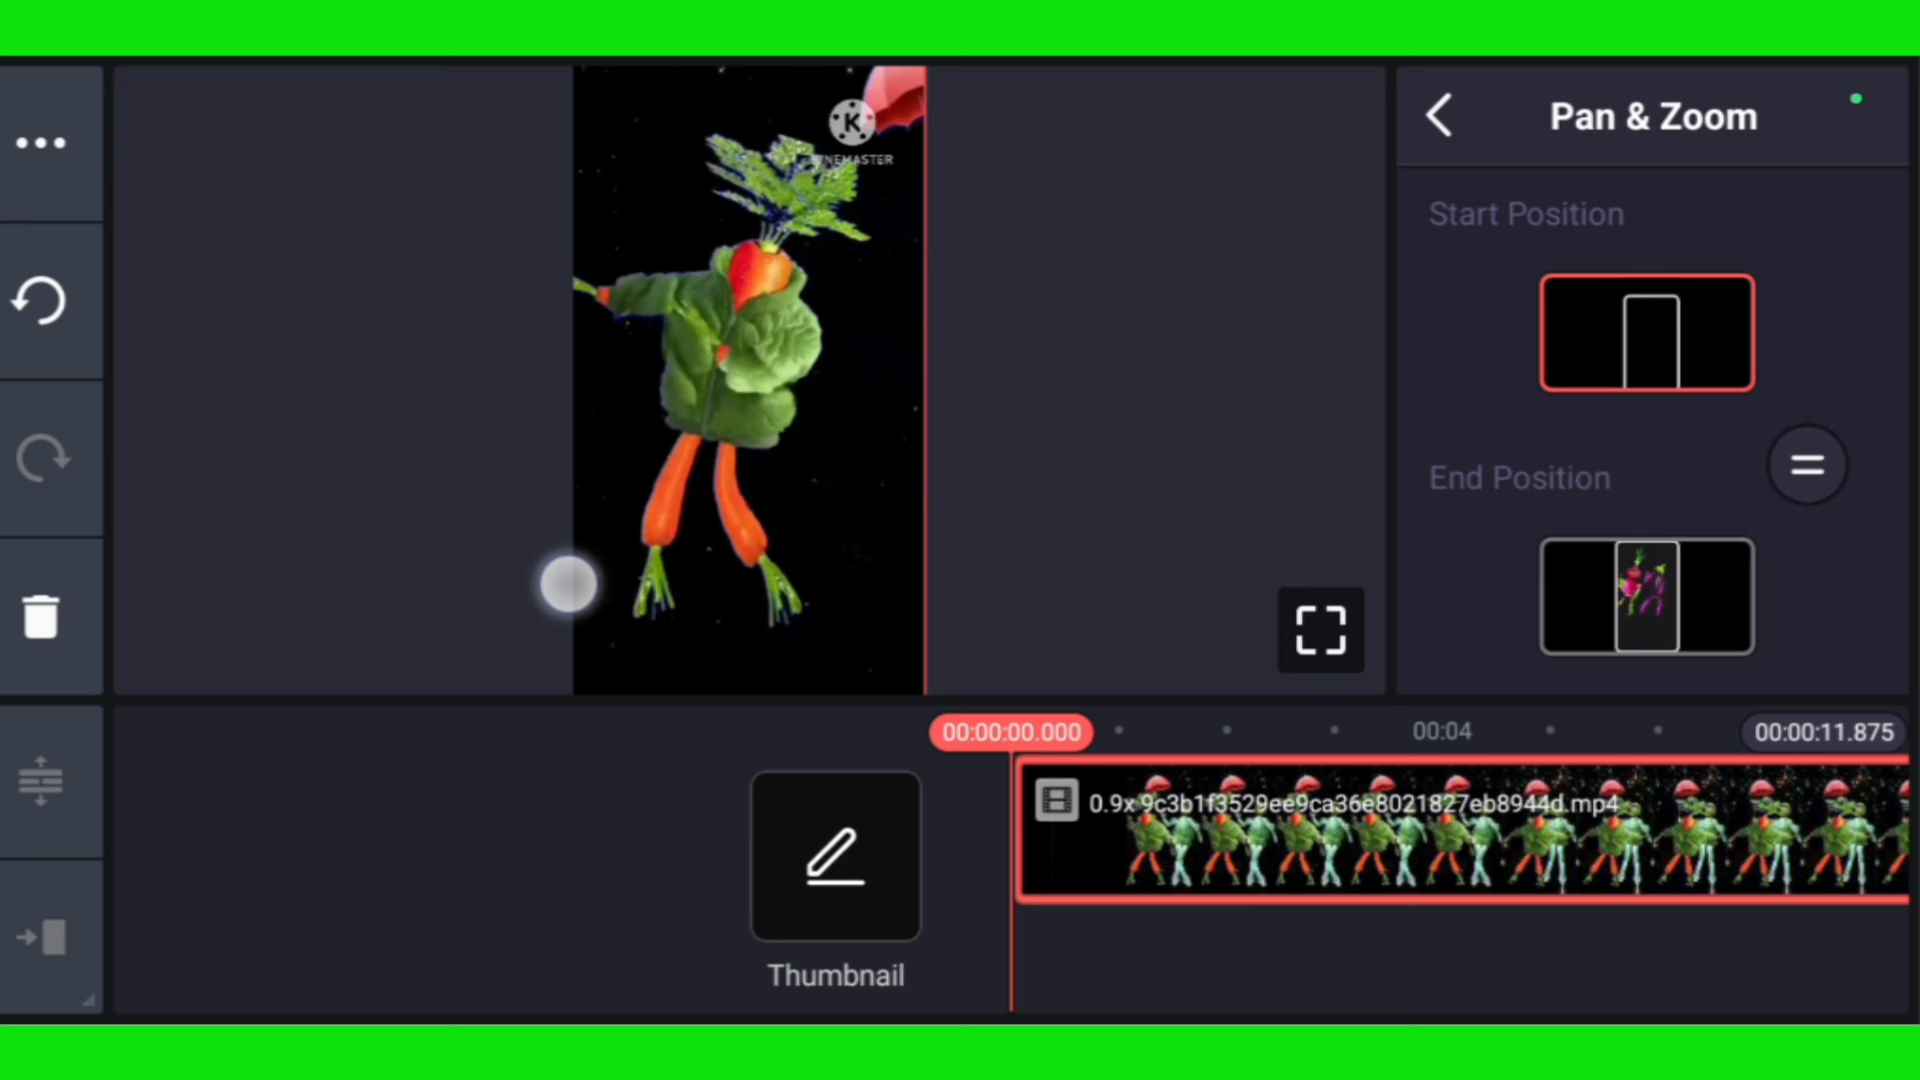 K
KINEMASTER
Pan & Zoom
Start Position
End Position
00:00:00.000
00:04
00:00:11.875
0.9x 9c3b1f3529ee9ca36e8021827eb8944d.mp4
Thumbnail